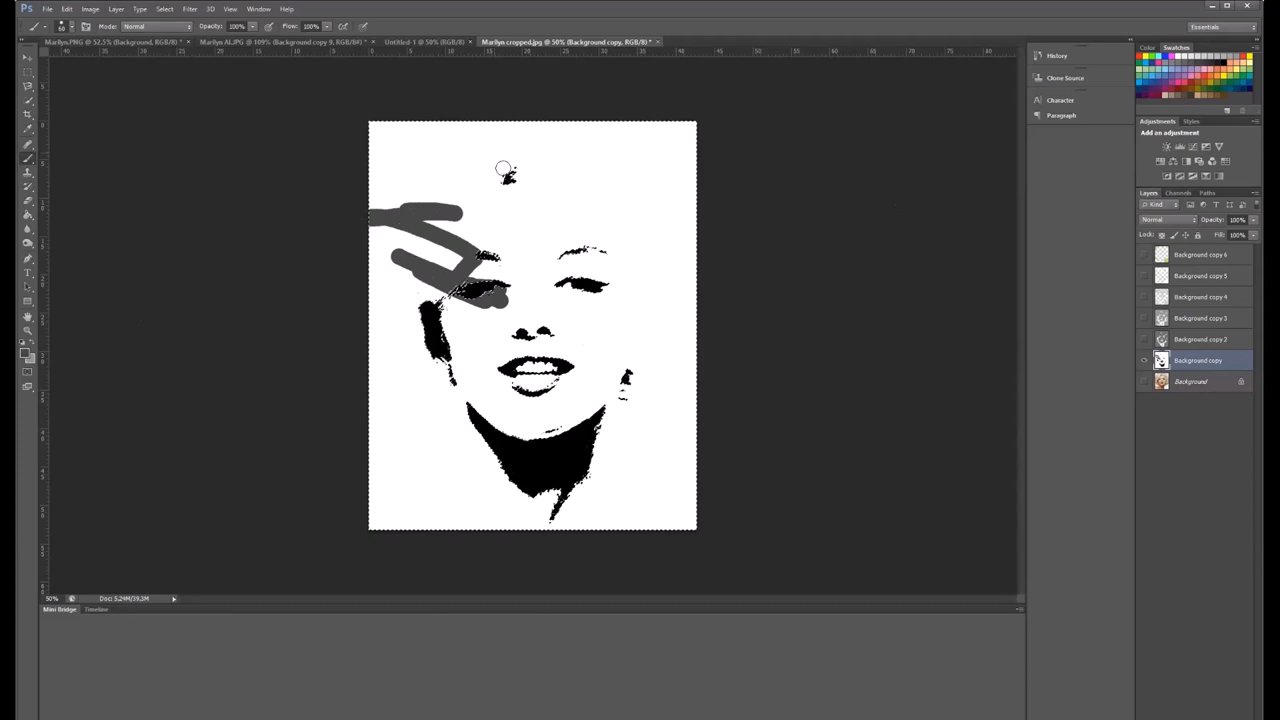 Ps File Edit Image Layer Type Select Filter 3D View Window Help
60 Mode: Normal Opacity: 100% Flow: 100% Essentials
Marilyn.PNG @ 52.5% (Background, RGB/8) * × Marilyn AI.JPG @ 109% (Background copy 9, RGB/8#) * × Untitled-1 @ 50% (RGB/8) × Marilyn cropped.jpg @ 50% (Background copy, RGB/8) * ×
History
Clone Source
Character
Paragraph
Color Swatches
Adjustments Styles
Add an adjustment
Layers Channels Paths
Kind
Normal Opacity: 100%
Lock: Fill: 100%
Background copy 6
Background copy 5
Background copy 4
Background copy 3
Background copy 2
Background copy
Background
50% Doc: 5.24M/39.3M
Mini Bridge Timeline